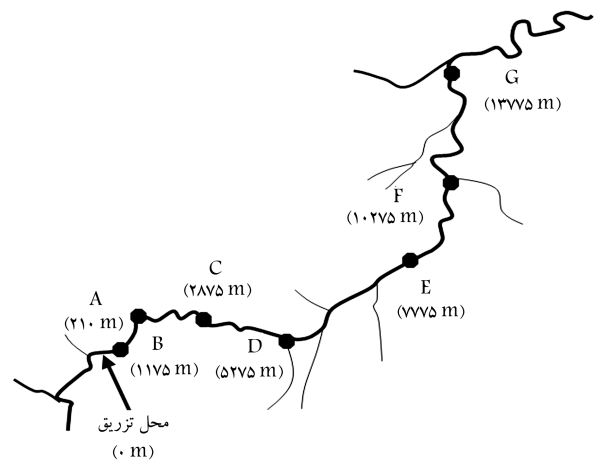 G
(۱۳۷۷۵ m)
F
(۱۰۲۷۵ m)
E
(۷۷۷۵ m)
C
(۲۸۷۵ m)
A
(۲۱۰ m)
B
(۱۱۷۵ m)
D
(۵۲۷۵ m)
محل تزریق
(۰ m)